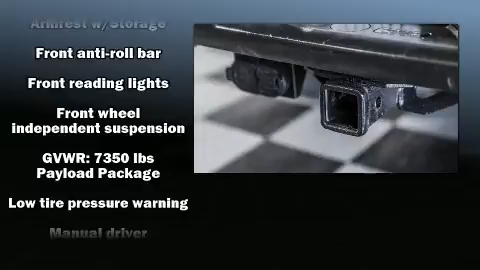 Armrest w/Storage
Front anti-roll bar
Front reading lights
Front wheel
independent suspension
GVWR: 7350 lbs
Payload Package
Low tire pressure warning
Manual driver